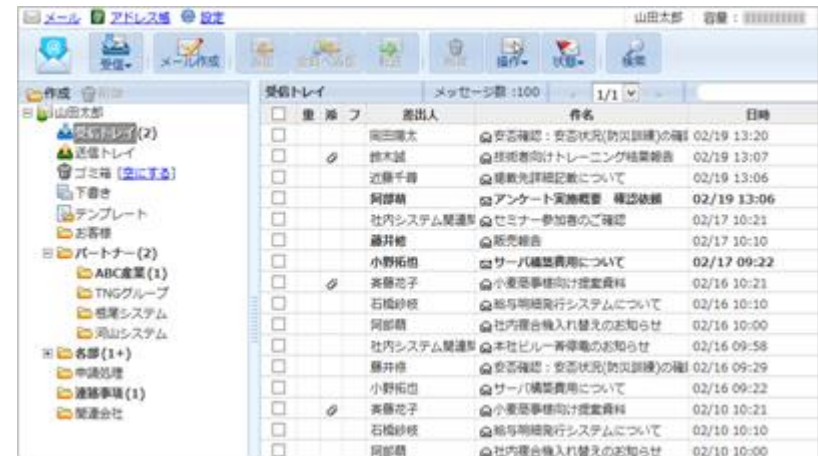 メール アドレス帳 設定 山田太郎 容量：
受信 メール作成 返信 全員へ返信 転送 削除 操作 状態 検索
作成 削除 受信トレイ メッセージ数 :100 1/1
山田太郎
受信トレイ (2)
送信トレイ
ゴミ箱 [空にする]
下書き
テンプレート
お客様
パートナー(2)
ABC産業(1)
TNGグループ
システム
河山システム
各部(1+)
申請処理
連絡事項(1)
関連会社
重 添 フ 差出人 件名 日時
岡田陽太 安否確認：安否状況(防災訓練)の確 02/19 13:20
鈴木誠 技術者向けトレーニング結果報告 02/19 13:07
近藤千尋 掲載先詳細記載について 02/19 13:06
阿部萌 アンケート実施概要 確認依頼 02/19 13:06
社内システム関連 セミナー参加者のご確認 02/17 10:21
藤井修 販売報告 02/17 10:10
小野拓也 サーバ構築費用について 02/17 09:22
斉藤花子 小麦商事様向け提案資料 02/16 10:21
石橋紗枝 給与明細発行システムについて 02/16 10:10
阿部萌 社内複合機入れ替えのお知らせ 02/16 10:00
社内システム関連 本社ビル一斉停電のお知らせ 02/16 09:58
藤井修 安否確認：安否状況(防災訓練)の確 02/16 09:29
小野拓也 サーバ構築費用について 02/16 09:22
斉藤花子 小麦商事様向け提案資料 02/10 10:21
石橋紗枝 給与明細発行システムについて 02/10 10:10
阿部萌 社内複合機入れ替えのお知らせ 02/10 10:00